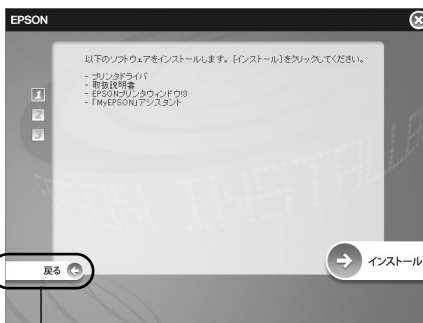 EPSON
以下のソフトウェアをインストールします。[インストール]をクリックしてください。
- プリンタドライバ
- 取扱説明書
- EPSONプリンタウィンドウ!3
- 「MyEPSON」アシスタント
1
2
3
戻る
インストール